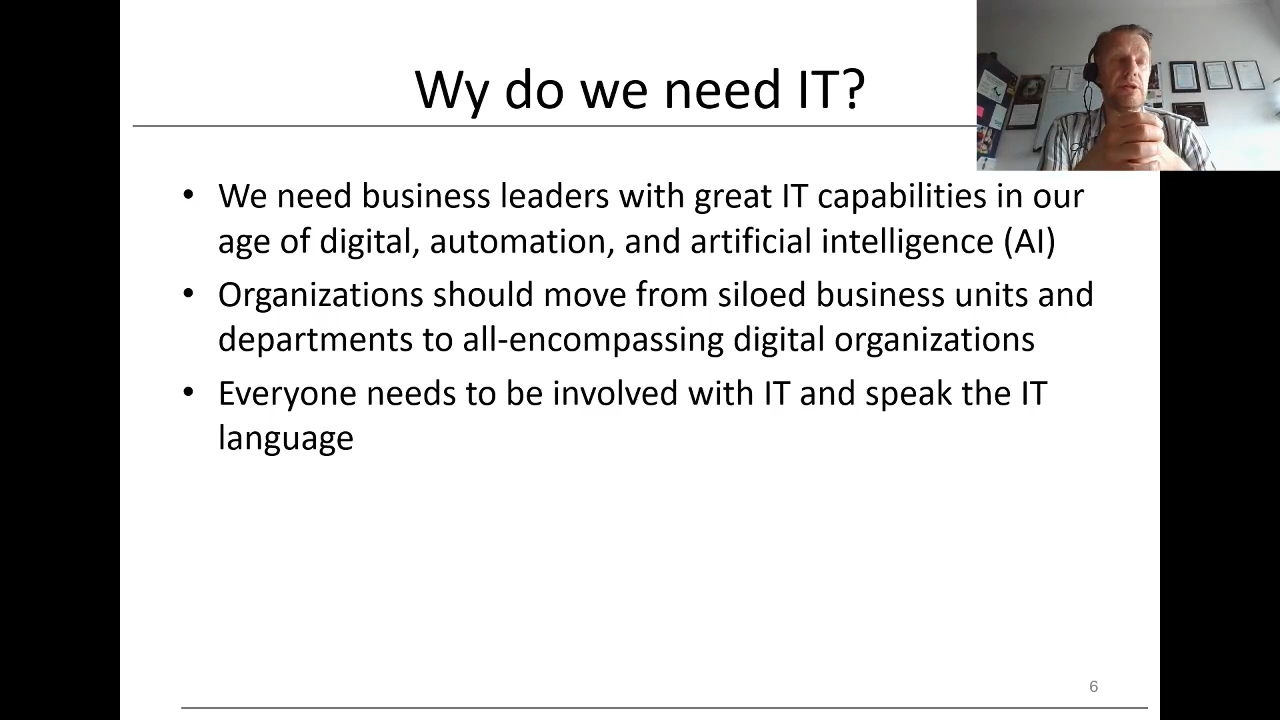 Wy do we need IT?
• We need business leaders with great IT capabilities in our
age of digital, automation, and artificial intelligence (AI)
• Organizations should move from siloed business units and
departments to all-encompassing digital organizations
• Everyone needs to be involved with IT and speak the IT
language
6